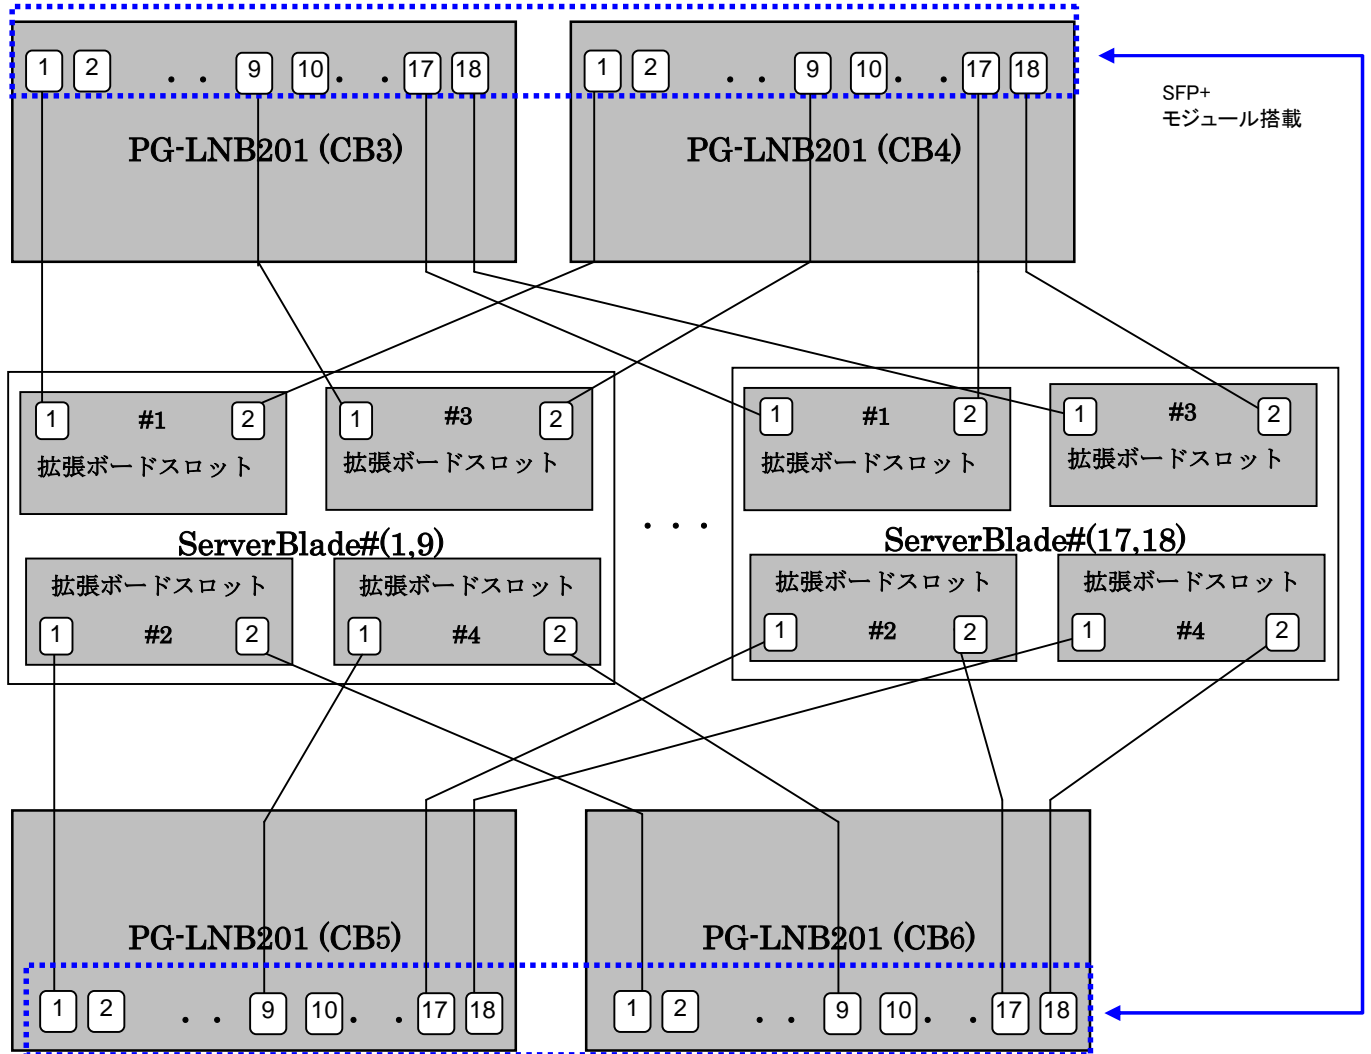 1 2 . . 9 10 . . 17 18
1 2 . . 9 10 . . 17 18
SFP+
モジュール搭載
PG-LNB201 (CB3)
PG-LNB201 (CB4)
1 #1 2
拡張ボードスロット
1 #3 2
拡張ボードスロット
1 #1 2
拡張ボードスロット
1 #3 2
拡張ボードスロット
ServerBlade#(1,9)
. . .
ServerBlade#(17,18)
拡張ボードスロット
1 #2 2
拡張ボードスロット
1 #4 2
拡張ボードスロット
1 #2 2
拡張ボードスロット
1 #4 2
PG-LNB201 (CB5)
PG-LNB201 (CB6)
1 2 . . 9 10 . . 17 18
1 2 . . 9 10 . . 17 18